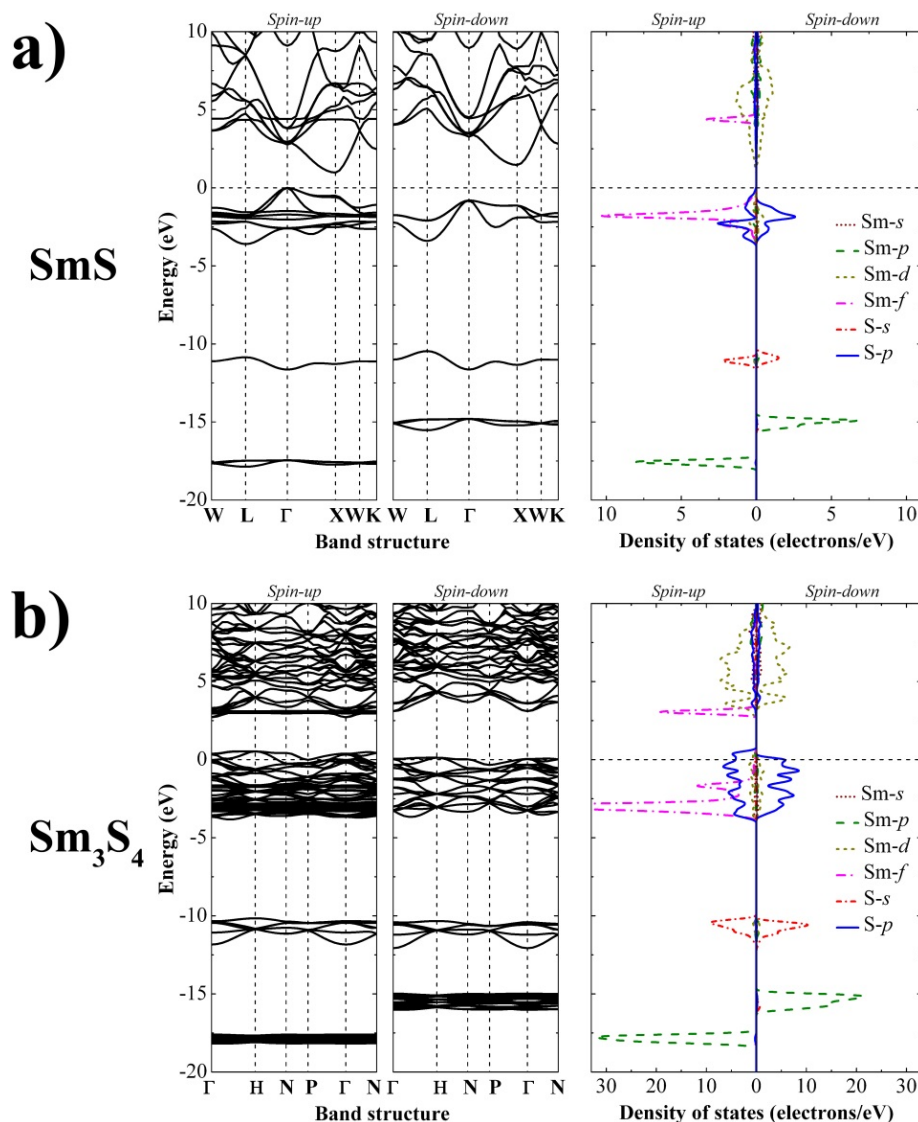 a)
Spin-up Spin-down Spin-up Spin-down
10
5
0
-5
-10
-15
-20
Energy (eV)
SmS
Sm-s
Sm-p
Sm-d
Sm-f
S-s
S-p
W L Γ X W K W L Γ X W K 10 5 0 5 10
Band structure Density of states (electrons/eV)
b)
Spin-up Spin-down Spin-up Spin-down
10
5
0
-5
-10
-15
-20
Energy (eV)
Sm₃S₄
Sm-s
Sm-p
Sm-d
Sm-f
S-s
S-p
Γ H N P Γ N Γ H N P Γ N 30 20 10 0 10 20 30
Band structure Band structure Density of states (electrons/eV)